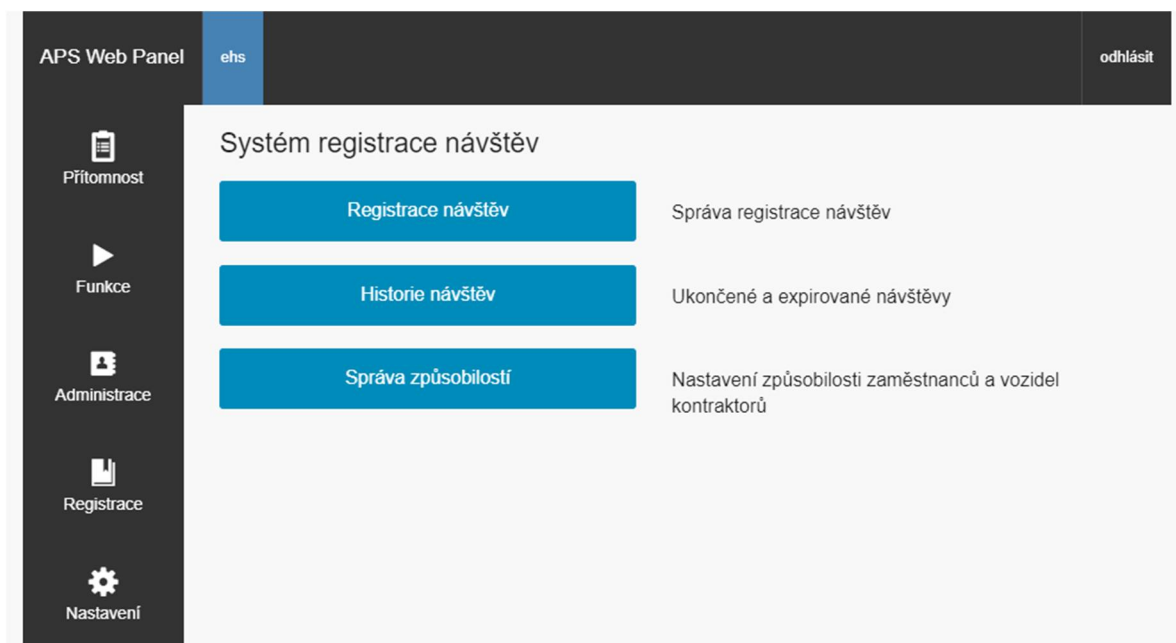 APS Web Panel
ehs
odhlásit
Přítomnost
Funkce
Administrace
Registrace
Nastavení
Systém registrace návštěv
Registrace návštěv
Správa registrace návštěv
Historie návštěv
Ukončené a expirované návštěvy
Správa způsobilostí
Nastavení způsobilosti zaměstnanců a vozidel
kontraktorů